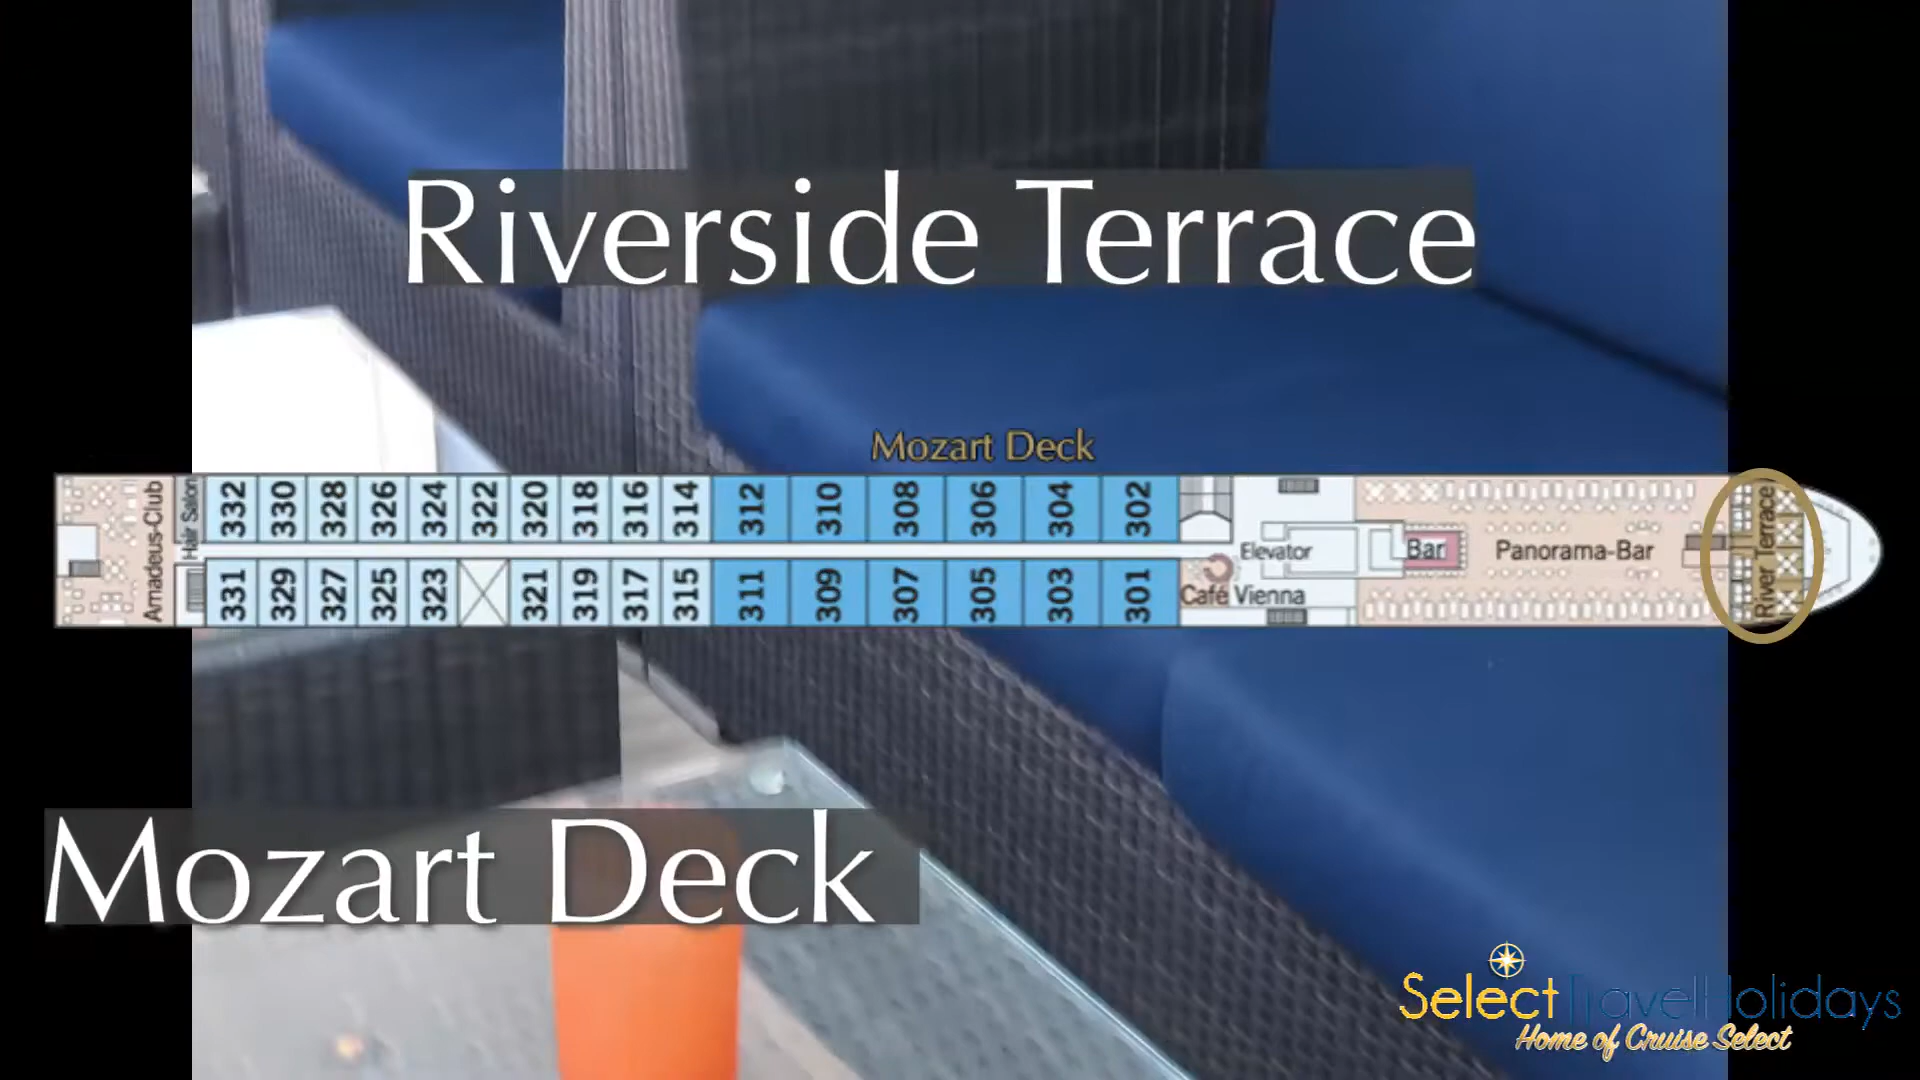 Riverside Terrace
Mozart Deck
Amadeus-Club
Hair Salon
332 330 328 326 324 322 320 318 316 314 312 310 308 306 304 302
331 329 327 325 323 321 319 317 315 311 309 307 305 303 301
Elevator
Café Vienna
Bar
Panorama-Bar
River Terrace
Mozart Deck
SelectTravelHolidays
Home of Cruise Select